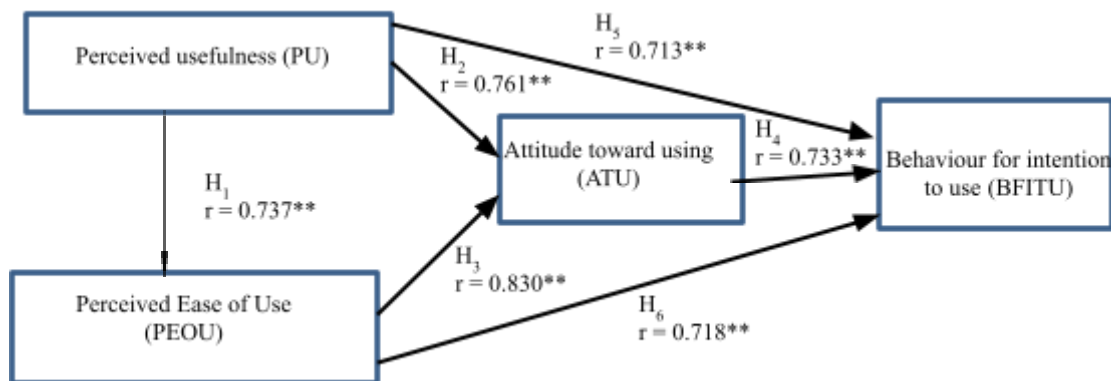 Perceived usefulness (PU)
H5
r = 0.713**
H2
r = 0.761**
Attitude toward using
(ATU)
H4
r = 0.733**
Behaviour for intention
to use (BFITU)
H1
r = 0.737**
H3
r = 0.830**
Perceived Ease of Use
(PEOU)
H6
r = 0.718**